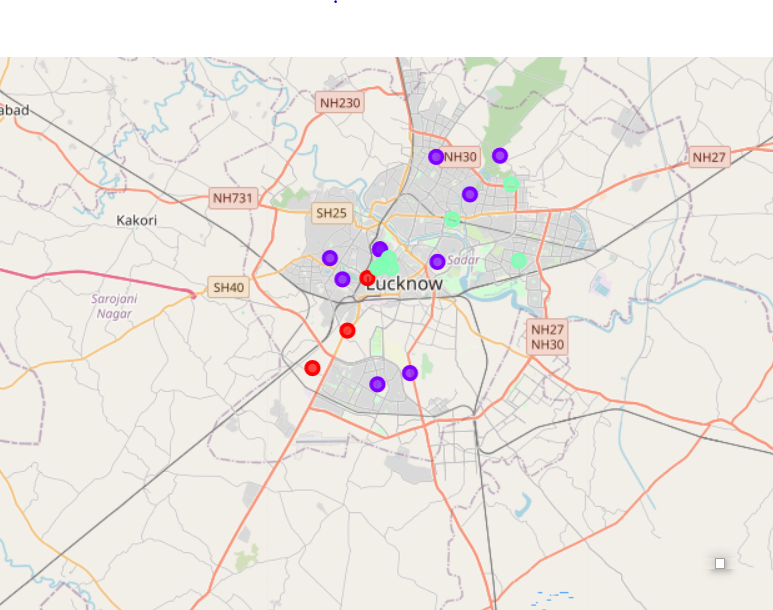 NH230
abad
NH30
NH27
NH731
SH25
Kakori
Sadar
SH40
Lucknow
Sarojani
Nagar
NH27
NH30